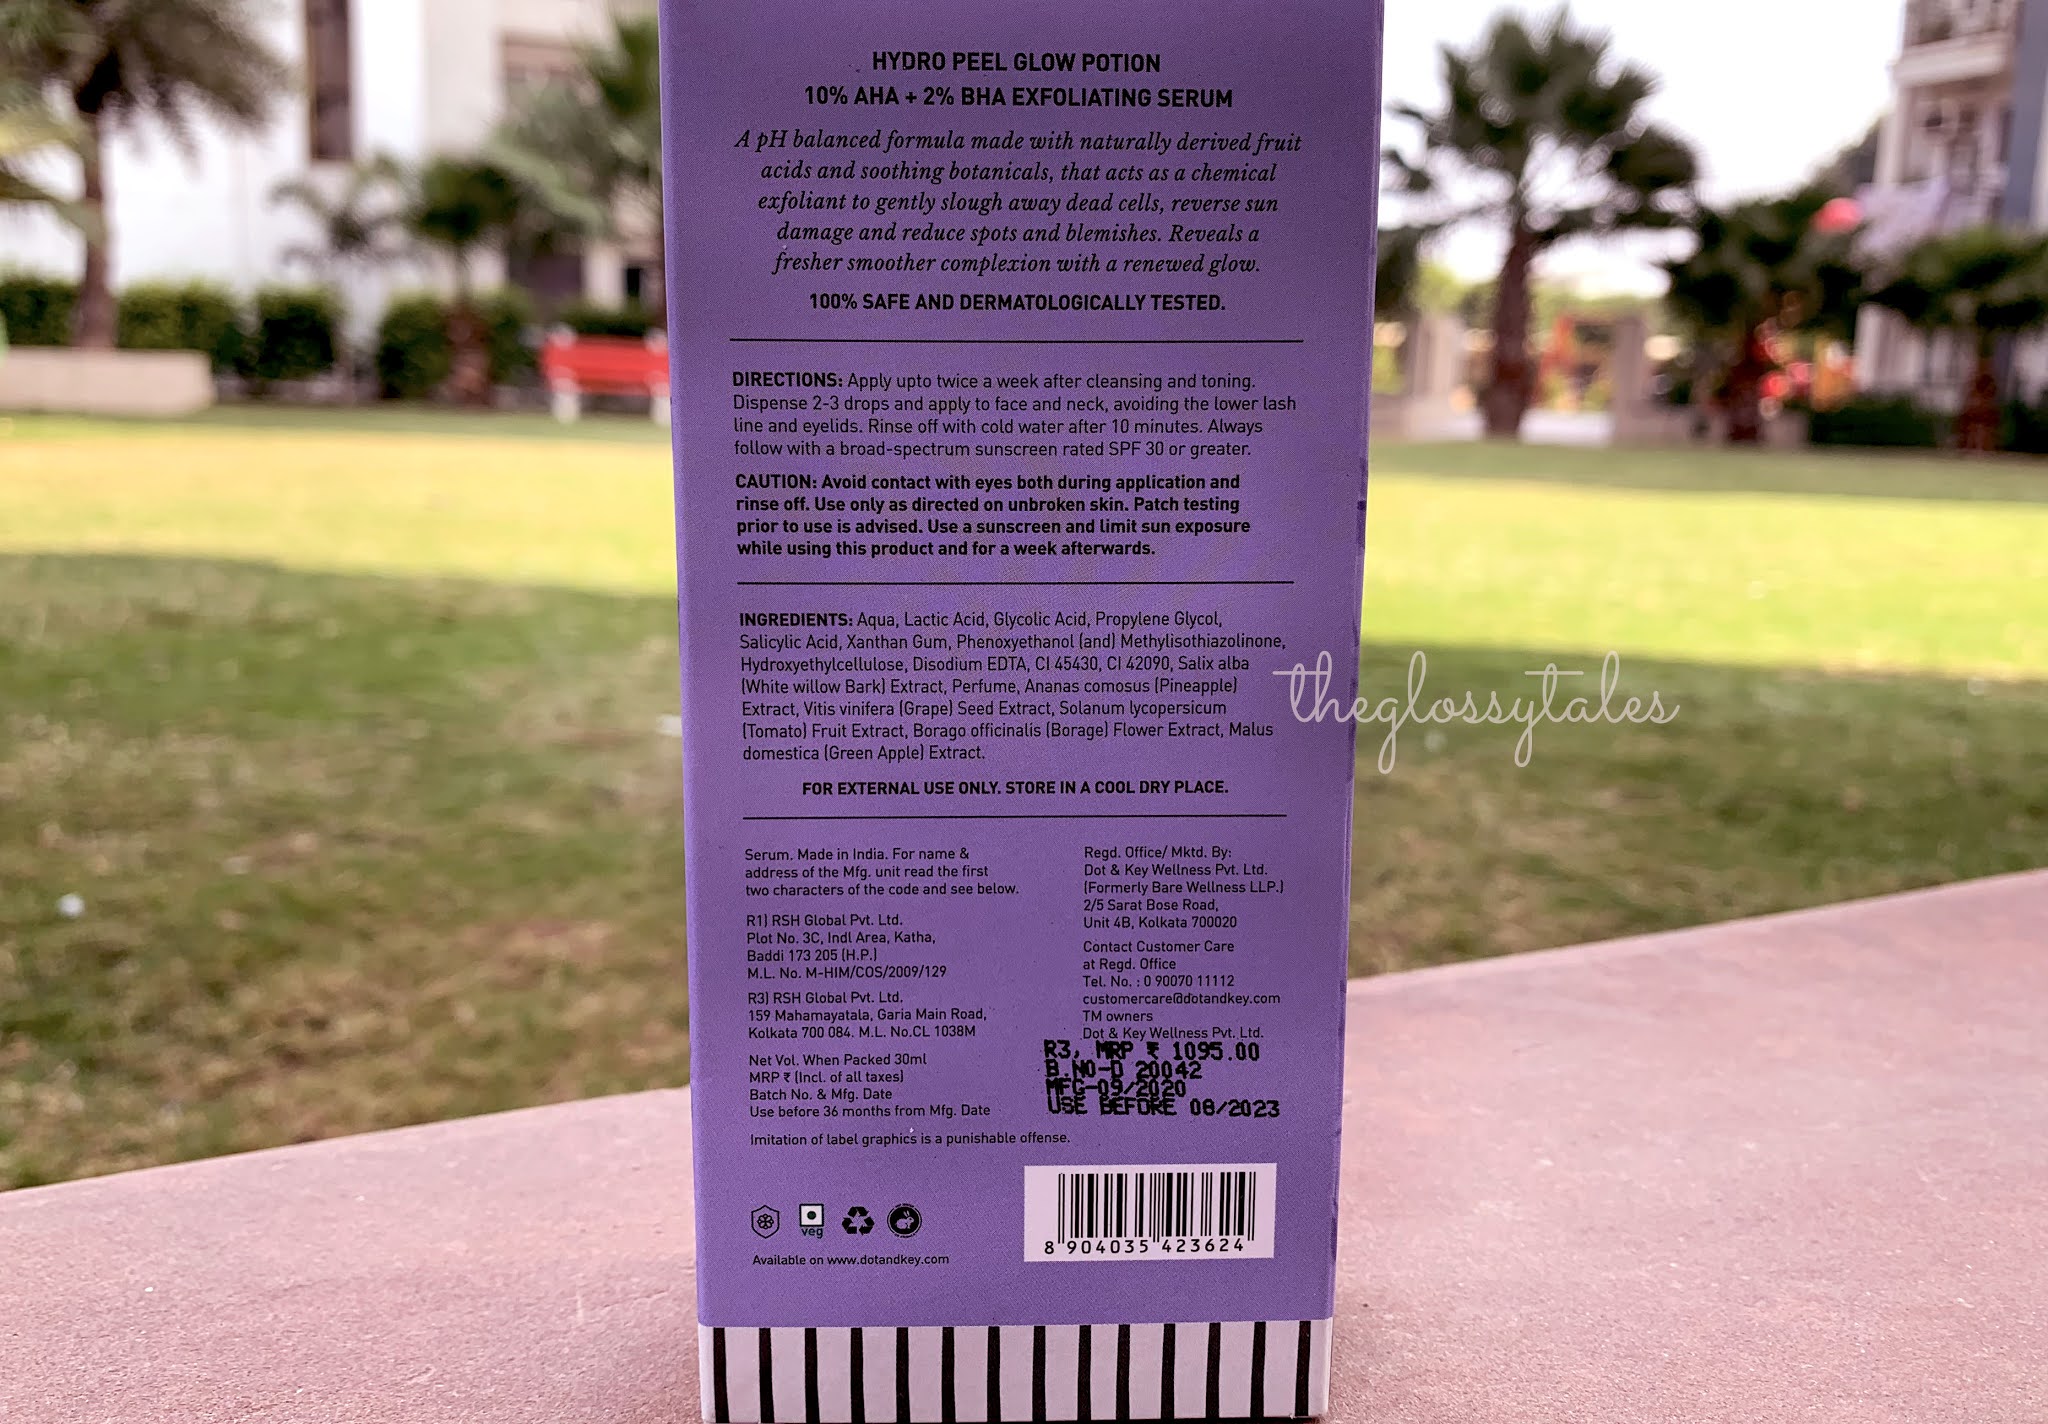 HYDRO PEEL GLOW POTION
10% AHA + 2% BHA EXFOLIATING SERUM
A pH balanced formula made with naturally derived fruit
acids and soothing botanicals, that acts as a chemical
exfoliant to gently slough away dead cells, reverse sun
damage and reduce spots and blemishes. Reveals a
fresher smoother complexion with a renewed glow.
100% SAFE AND DERMATOLOGICALLY TESTED.
DIRECTIONS: Apply upto twice a week after cleansing and toning.
Dispense 2-3 drops and apply to face and neck, avoiding the lower lash
line and eyelids. Rinse off with cold water after 10 minutes. Always
follow with a broad-spectrum sunscreen rated SPF 30 or greater.
CAUTION: Avoid contact with eyes both during application and
rinse off. Use only as directed on unbroken skin. Patch testing
prior to use is advised. Use a sunscreen and limit sun exposure
while using this product and for a week afterwards.
INGREDIENTS: Aqua, Lactic Acid, Glycolic Acid, Propylene Glycol,
Salicylic Acid, Xanthan Gum, Phenoxyethanol (and) Methylisothiazolinone,
Hydroxyethylcellulose, Disodium EDTA, CI 45430, CI 42090, Salix alba
(White willow Bark) Extract, Perfume, Ananas comosus (Pineapple)
Extract, Vitis vinifera (Grape) Seed Extract, Solanum lycopersicum
(Tomato) Fruit Extract, Borago officinalis (Borage) Flower Extract, Malus
domestica (Green Apple) Extract.
theglossytales
FOR EXTERNAL USE ONLY. STORE IN A COOL DRY PLACE.
Serum. Made in India. For name &
address of the Mfg. unit read the first
two characters of the code and see below.
R1) RSH Global Pvt. Ltd.
Plot No. 3C, Indl Area, Katha,
Baddi 173 205 (H.P.)
M.L. No. M-HIM/COS/2009/129
R3) RSH Global Pvt. Ltd.
159 Mahamayatala, Garia Main Road,
Kolkata 700 084. M.L. No.CL 1038M
Net Vol. When Packed 30ml
MRP ₹ (Incl. of all taxes)
Batch No. & Mfg. Date
Use before 36 months from Mfg. Date
Imitation of label graphics is a punishable offense.
Regd. Office/ Mktd. By:
Dot & Key Wellness Pvt. Ltd.
(Formerly Bare Wellness LLP.)
2/5 Sarat Bose Road,
Unit 4B, Kolkata 700020
Contact Customer Care
at Regd. Office
Tel. No. : 0 90070 11112
customercare@dotandkey.com
TM owners
Dot & Key Wellness Pvt. Ltd.
R3, MRP ₹ 1095.00
B.NO-D 20042
MFG-09/2020
USE BEFORE 08/2023
veg
Available on www.dotandkey.com
8 904035 423624